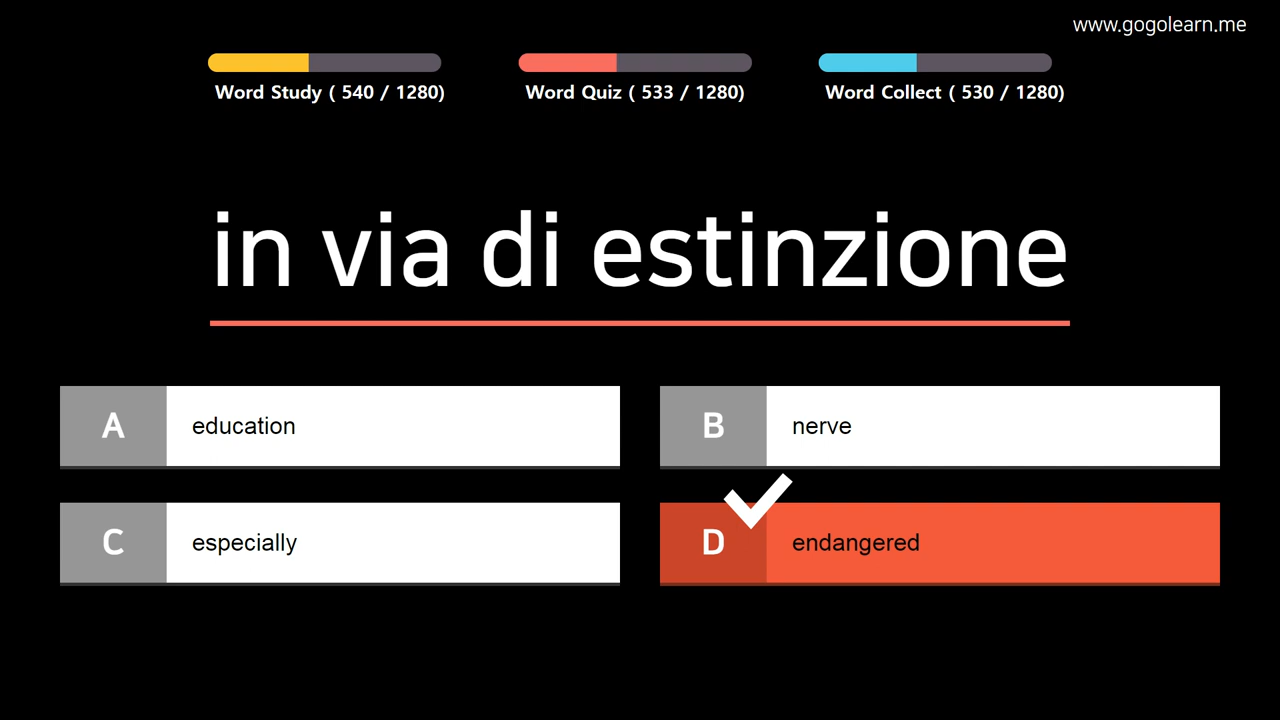 www.gogolearn.me
Word Study ( 540 / 1280)
Word Quiz ( 533 / 1280)
Word Collect ( 530 / 1280)
in via di estinzione
A education
B nerve
C especially
D endangered